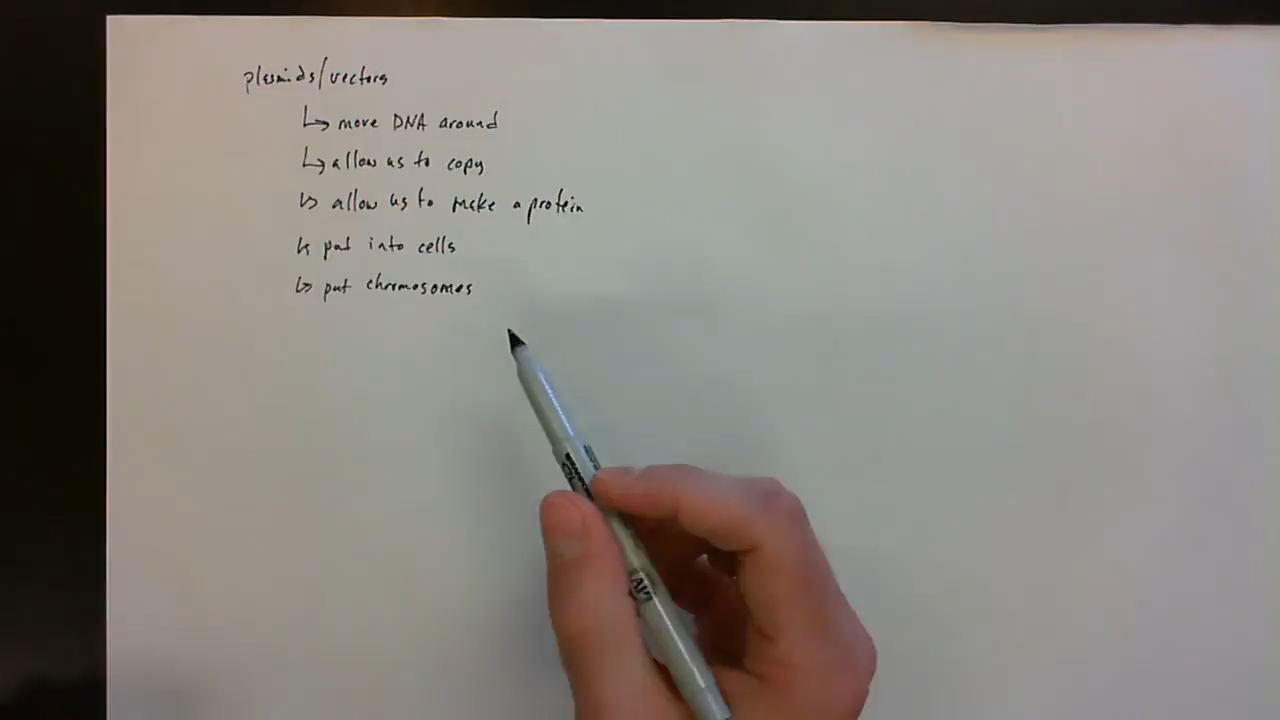 plasmids/vectors
↳ move DNA around
↳ allow us to copy
↳ allow us to make a protein
↳ put into cells
↳ put chromosomes